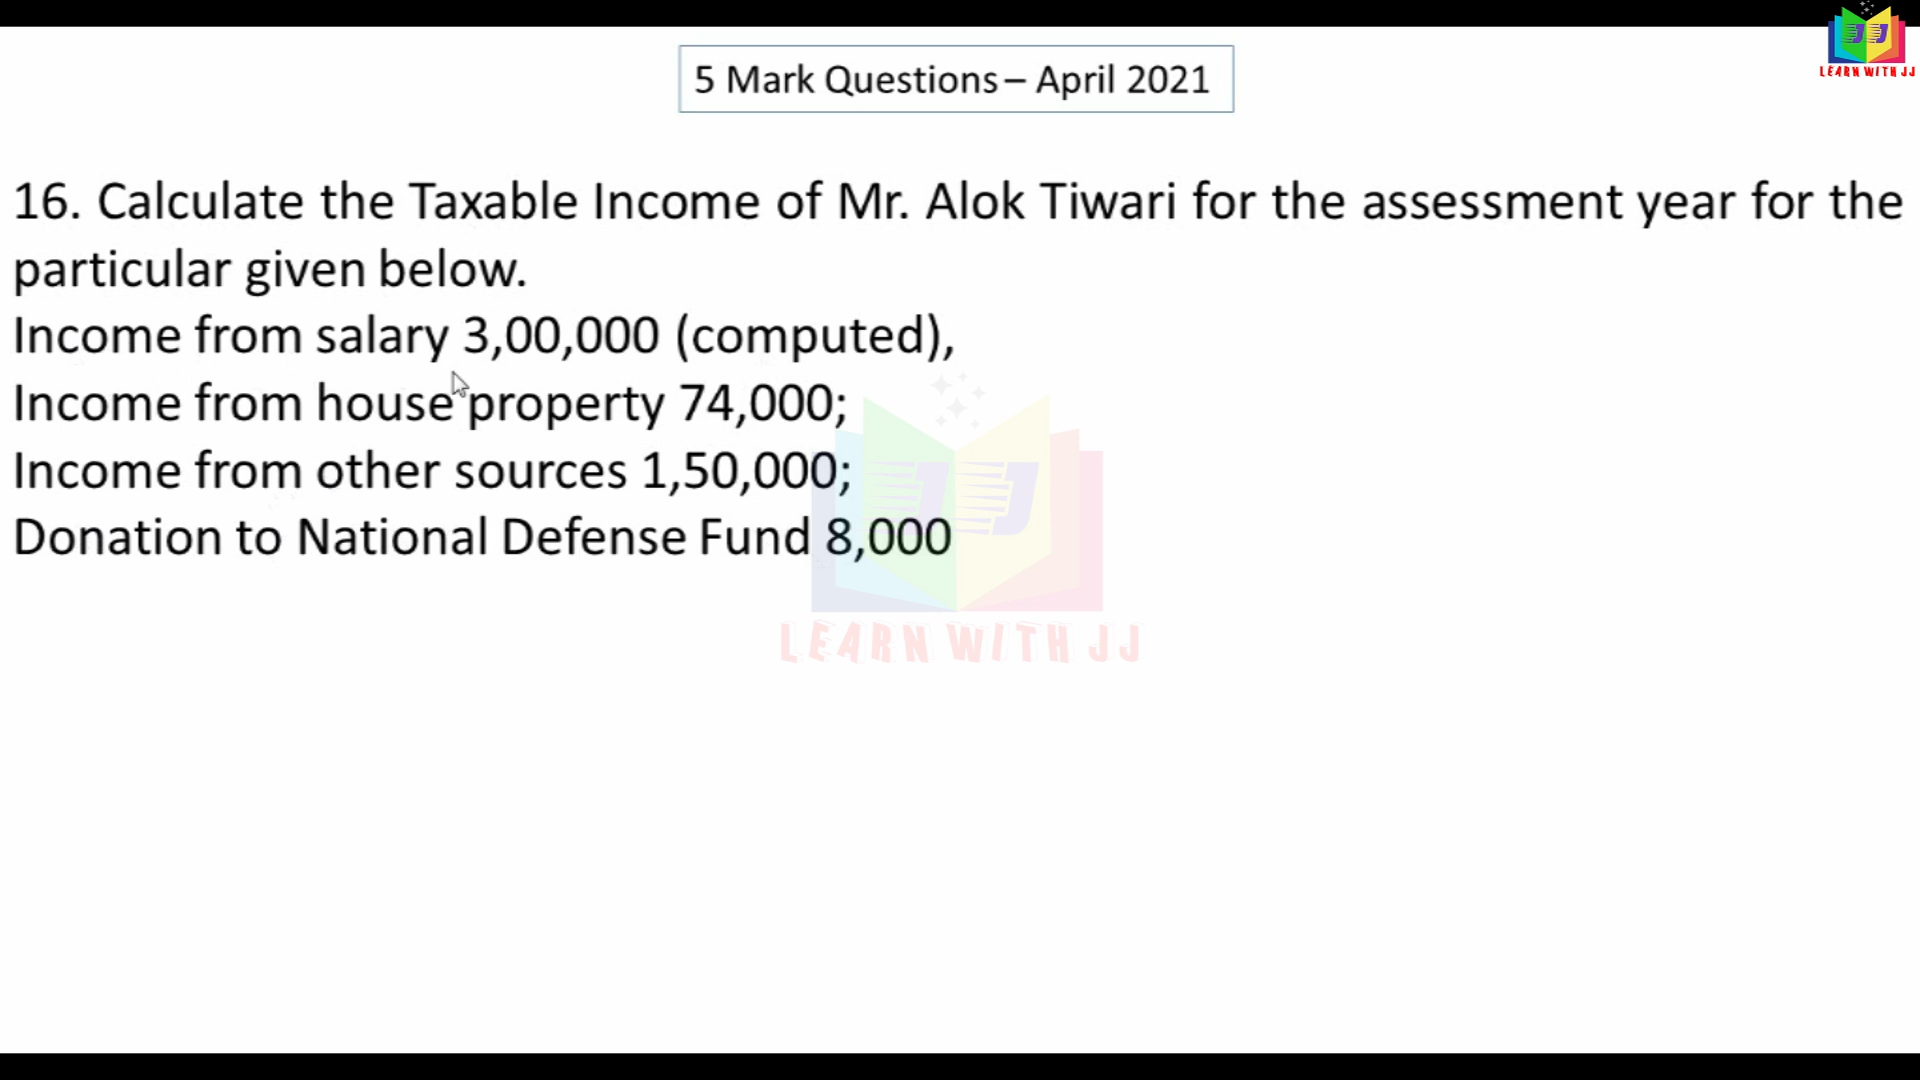 LEARN WITH JJ
5 Mark Questions – April 2021
16. Calculate the Taxable Income of Mr. Alok Tiwari for the assessment year for the
particular given below.
Income from salary 3,00,000 (computed),
Income from house property 74,000;
Income from other sources 1,50,000;
Donation to National Defense Fund 8,000
JJ
LEARN WITH JJ